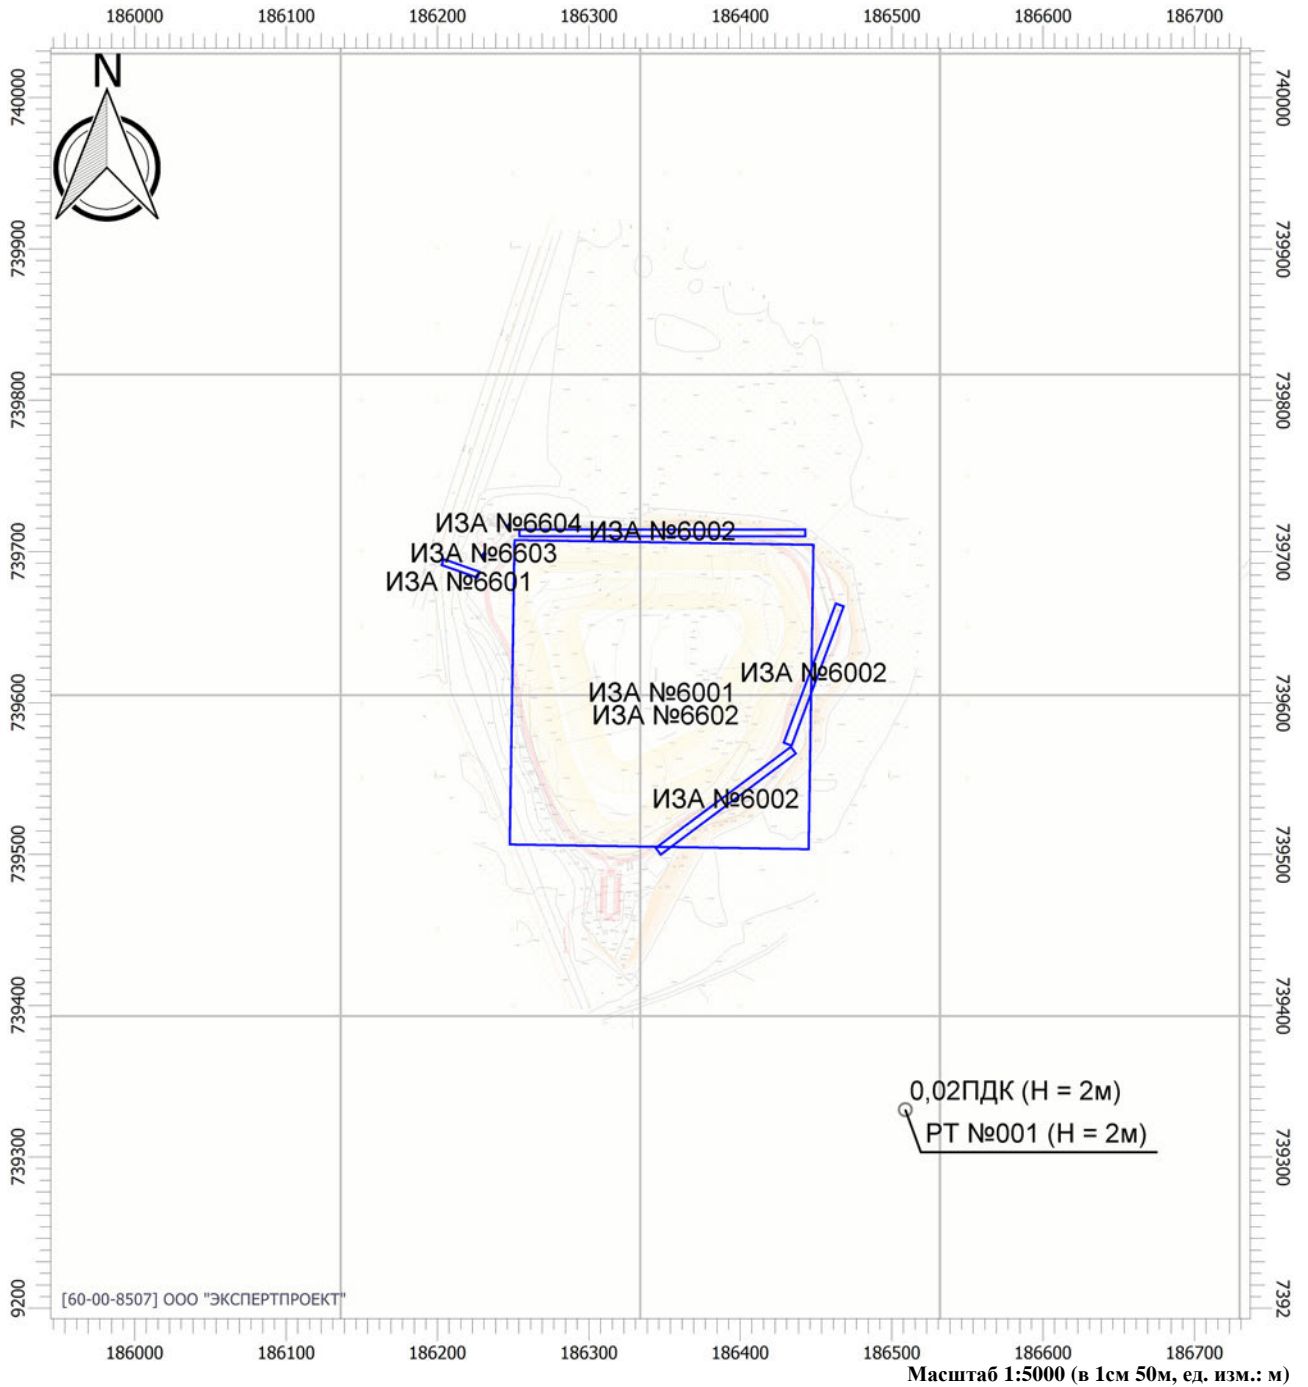 186000 186100 186200 186300 186400 186500 186600 186700
N
740000 740000
739900 739900
739800 739800
739700 739700
739600 739600
739500 739500
739400 739400
739300 739300
9200 7392
ИЗА №6604
ИЗА №6002
ИЗА №6603
ИЗА №6601
ИЗА №6002
ИЗА №6001
ИЗА №6602
ИЗА №6002
0,02ПДК (Н = 2м)
РТ №001 (Н = 2м)
[60-00-8507] ООО "ЭКСПЕРТПРОЕКТ"
186000 186100 186200 186300 186400 186500 186600 186700
Масштаб 1:5000 (в 1см 50м, ед. изм.: м)